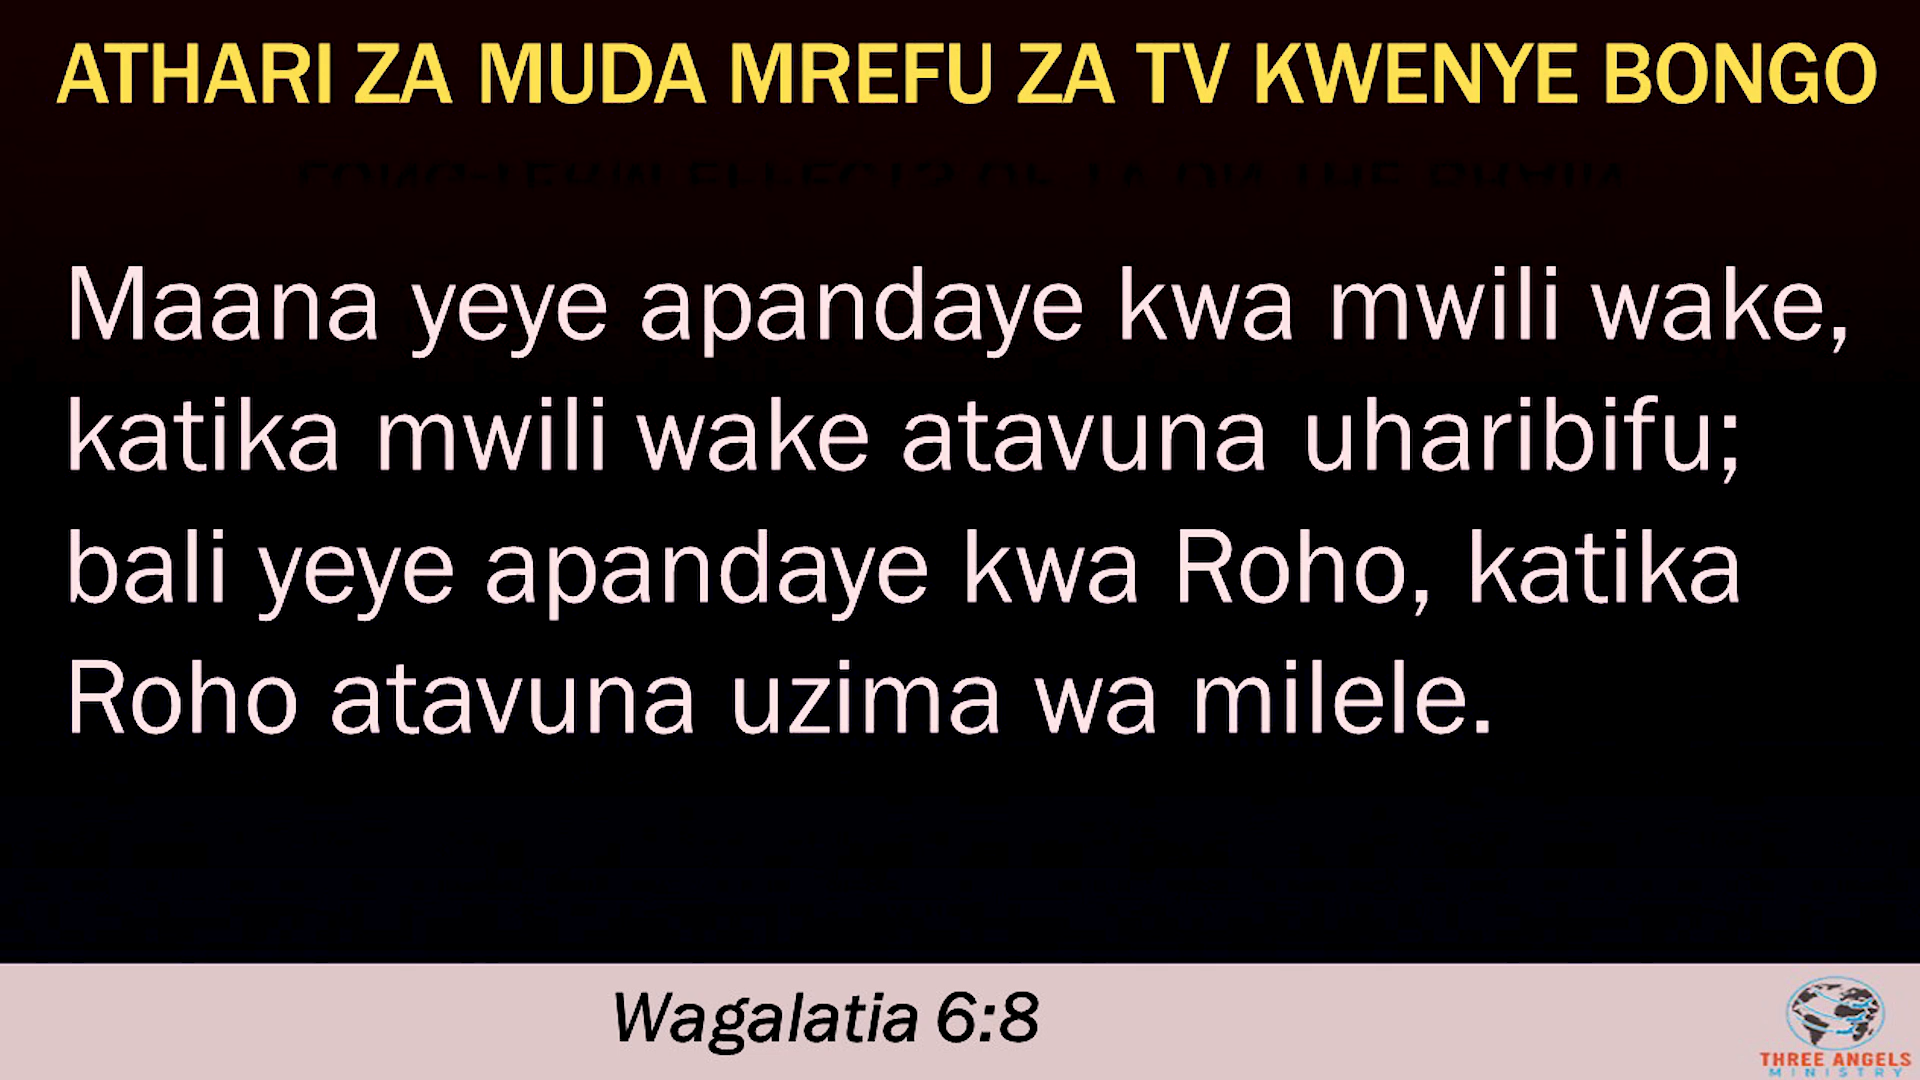 ATHARI ZA MUDA MREFU ZA TV KWENYE BONGO
Maana yeye apandaye kwa mwili wake,
katika mwili wake atavuna uharibifu;
bali yeye apandaye kwa Roho, katika
Roho atavuna uzima wa milele.
Wagalatia 6:8
THREE ANGELS
MINISTRY